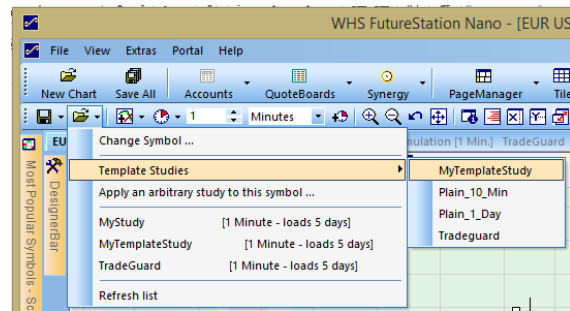 WHS FutureStation Nano - [EUR US
File View Extras Portal Help
New Chart Save All Accounts QuoteBoards Synergy PageManager Tile
1 Minutes
EU
Change Symbol ...
mulation [1 Min.] TradeGuard
Template Studies
MyTemplateStudy
Apply an arbitrary study to this symbol ...
Plain_10_Min
Plain_1_Day
MyStudy [1 Minute - loads 5 days]
Tradeguard
MyTemplateStudy [1 Minute - loads 5 days]
TradeGuard [1 Minute - loads 5 days]
Refresh list
Most Popular Symbols - Sc
DesignerBar